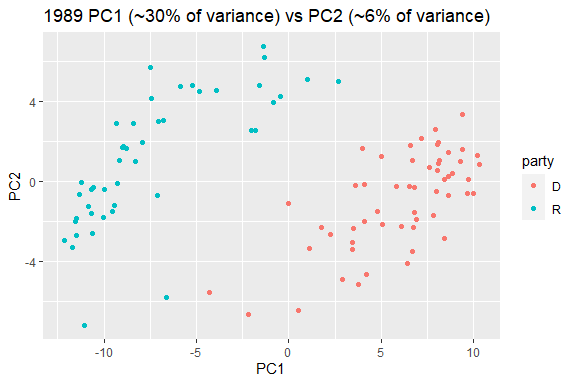 1989 PC1 (~30% of variance) vs PC2 (~6% of variance)
PC2
4
0
-4
-10
-5
0
5
10
PC1
party
D
R